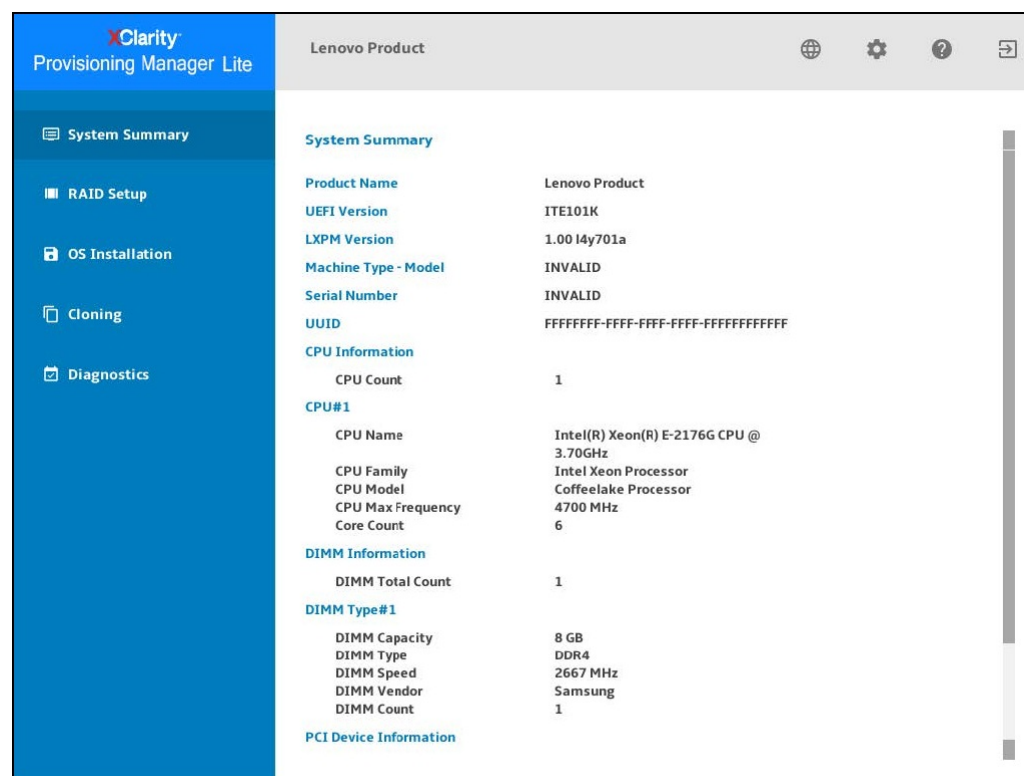 XClarity
Provisioning Manager Lite
Lenovo Product
System Summary
RAID Setup
OS Installation
Cloning
Diagnostics
System Summary
Product Name Lenovo Product
UEFI Version ITE101K
LXPM Version 1.00 l4y701a
Machine Type - Model INVALID
Serial Number INVALID
UUID FFFFFFFF-FFFF-FFFF-FFFF-FFFFFFFFFFFF
CPU Information
CPU Count 1
CPU#1
CPU Name Intel(R) Xeon(R) E-2176G CPU @
3.70GHz
CPU Family Intel Xeon Processor
CPU Model Coffeelake Processor
CPU Max Frequency 4700 MHz
Core Count 6
DIMM Information
DIMM Total Count 1
DIMM Type#1
DIMM Capacity 8 GB
DIMM Type DDR4
DIMM Speed 2667 MHz
DIMM Vendor Samsung
DIMM Count 1
PCI Device Information